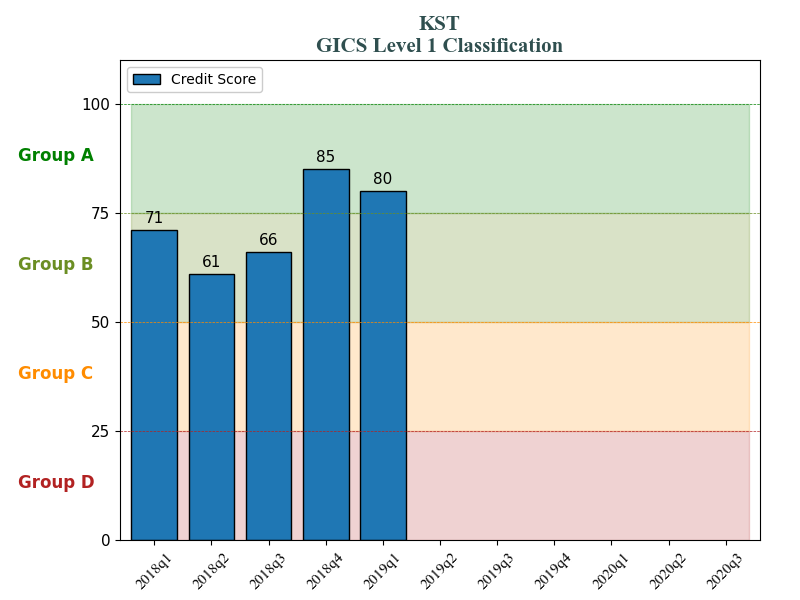 KST
GICS Level 1 Classification
Credit Score
100
Group A
85
80
75
71
66
61
Group B
50
Group C
25
Group D
0
2018q1 2018q2 2018q3 2018q4 2019q1 2019q2 2019q3 2019q4 2020q1 2020q2 2020q3